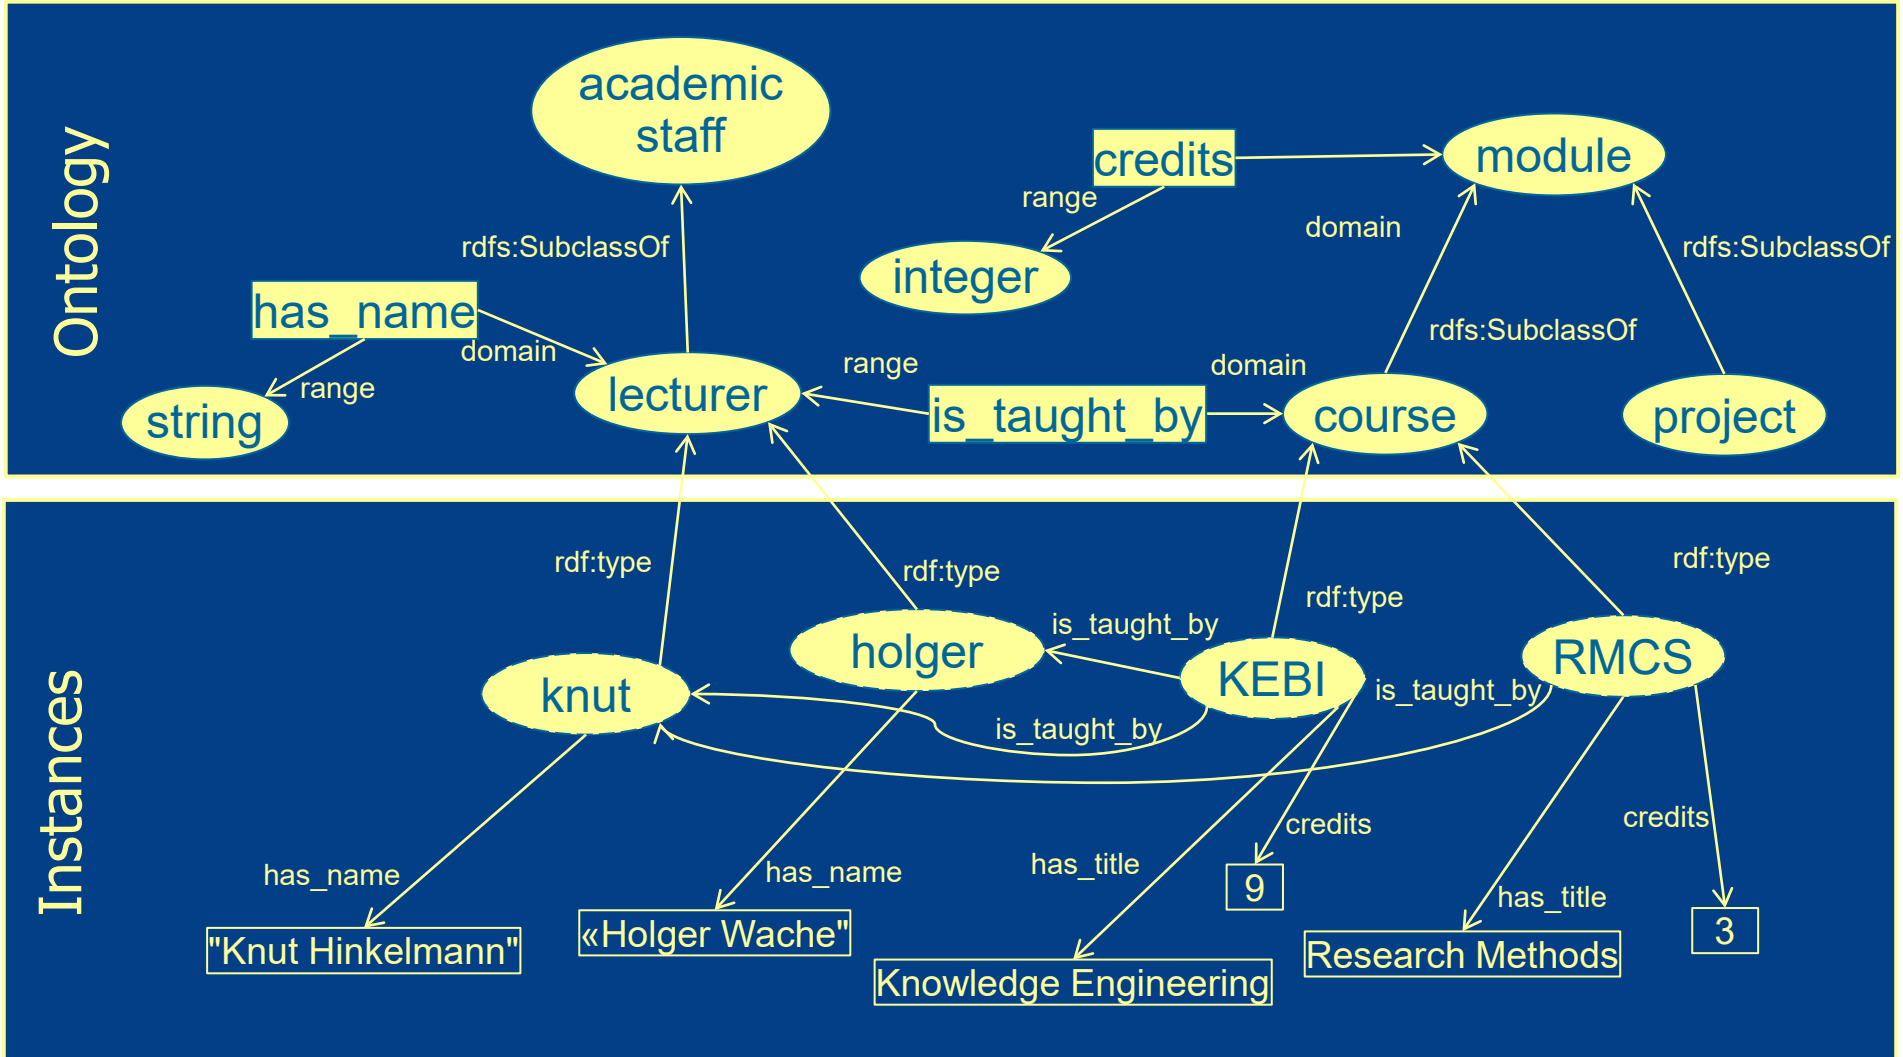 Ontology
academic
staff
credits
module
range
domain
rdfs:SubclassOf
rdfs:SubclassOf
integer
has_name
domain
range
string
lecturer
range
is_taught_by
domain
rdfs:SubclassOf
course
project
Instances
rdf:type
rdf:type
rdf:type
rdf:type
holger
is_taught_by
KEBI
RMCS
knut
is_taught_by
is_taught_by
has_name
has_name
has_title
credits
credits
has_title
9
3
"Knut Hinkelmann"
«Holger Wache"
Knowledge Engineering
Research Methods